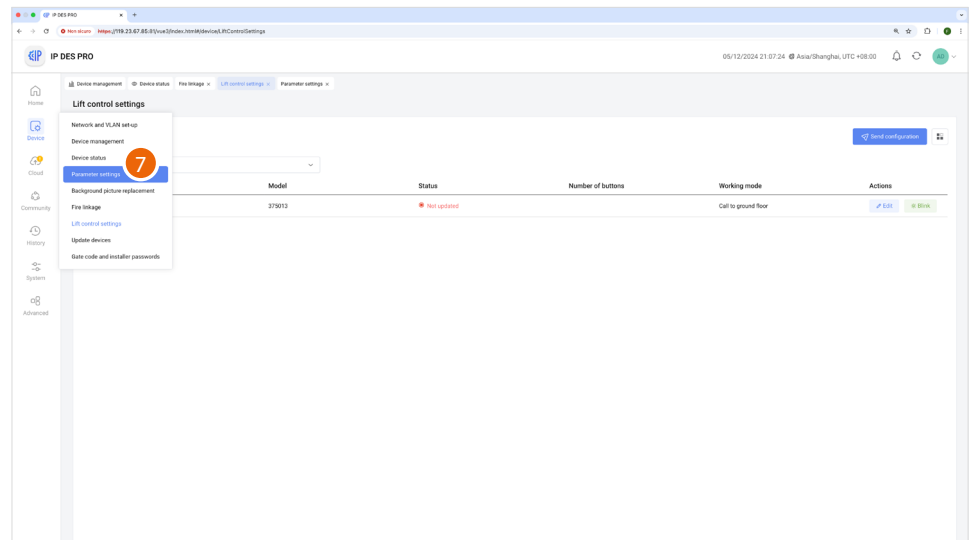 IP DES PRO
Non sicuro https://119.23.67.85:81/vue3/index.html#/device/LiftControlSettings
IP DES PRO
05/12/2024 21:07:24 Asia/Shanghai, UTC +08:00
AD
Device management Device status Fire linkage × Lift control settings × Parameter settings ×
Home
Lift control settings
Network and VLAN set-up
Device
Device management
Send configuration
Device status
7
Cloud
Parameter settings
Background picture replacement
Model Status Number of buttons Working mode Actions
Community
Fire linkage
375013 Not updated Call to ground floor Edit Blink
Lift control settings
History
Update devices
Gate code and installer passwords
System
Advanced